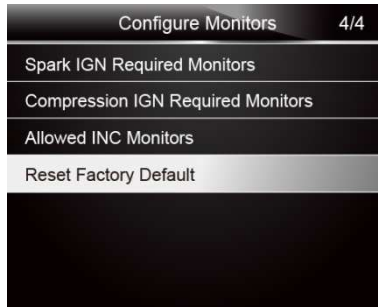 Configure Monitors 4/4
Spark IGN Required Monitors
Compression IGN Required Monitors
Allowed INC Monitors
Reset Factory Default